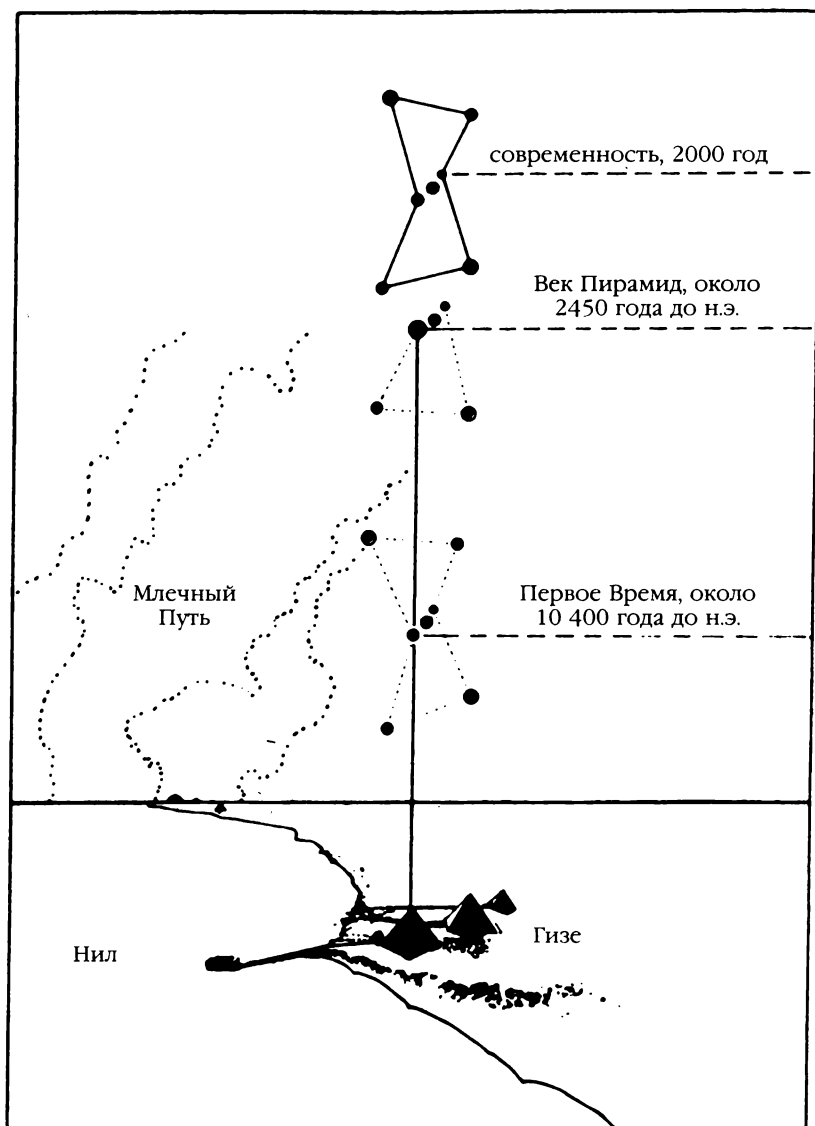 современность, 2000 год
Век Пирамид, около
2450 года до н.э.
Млечный
Путь
Первое Время, около
10 400 года до н.э.
Нил
Гизе